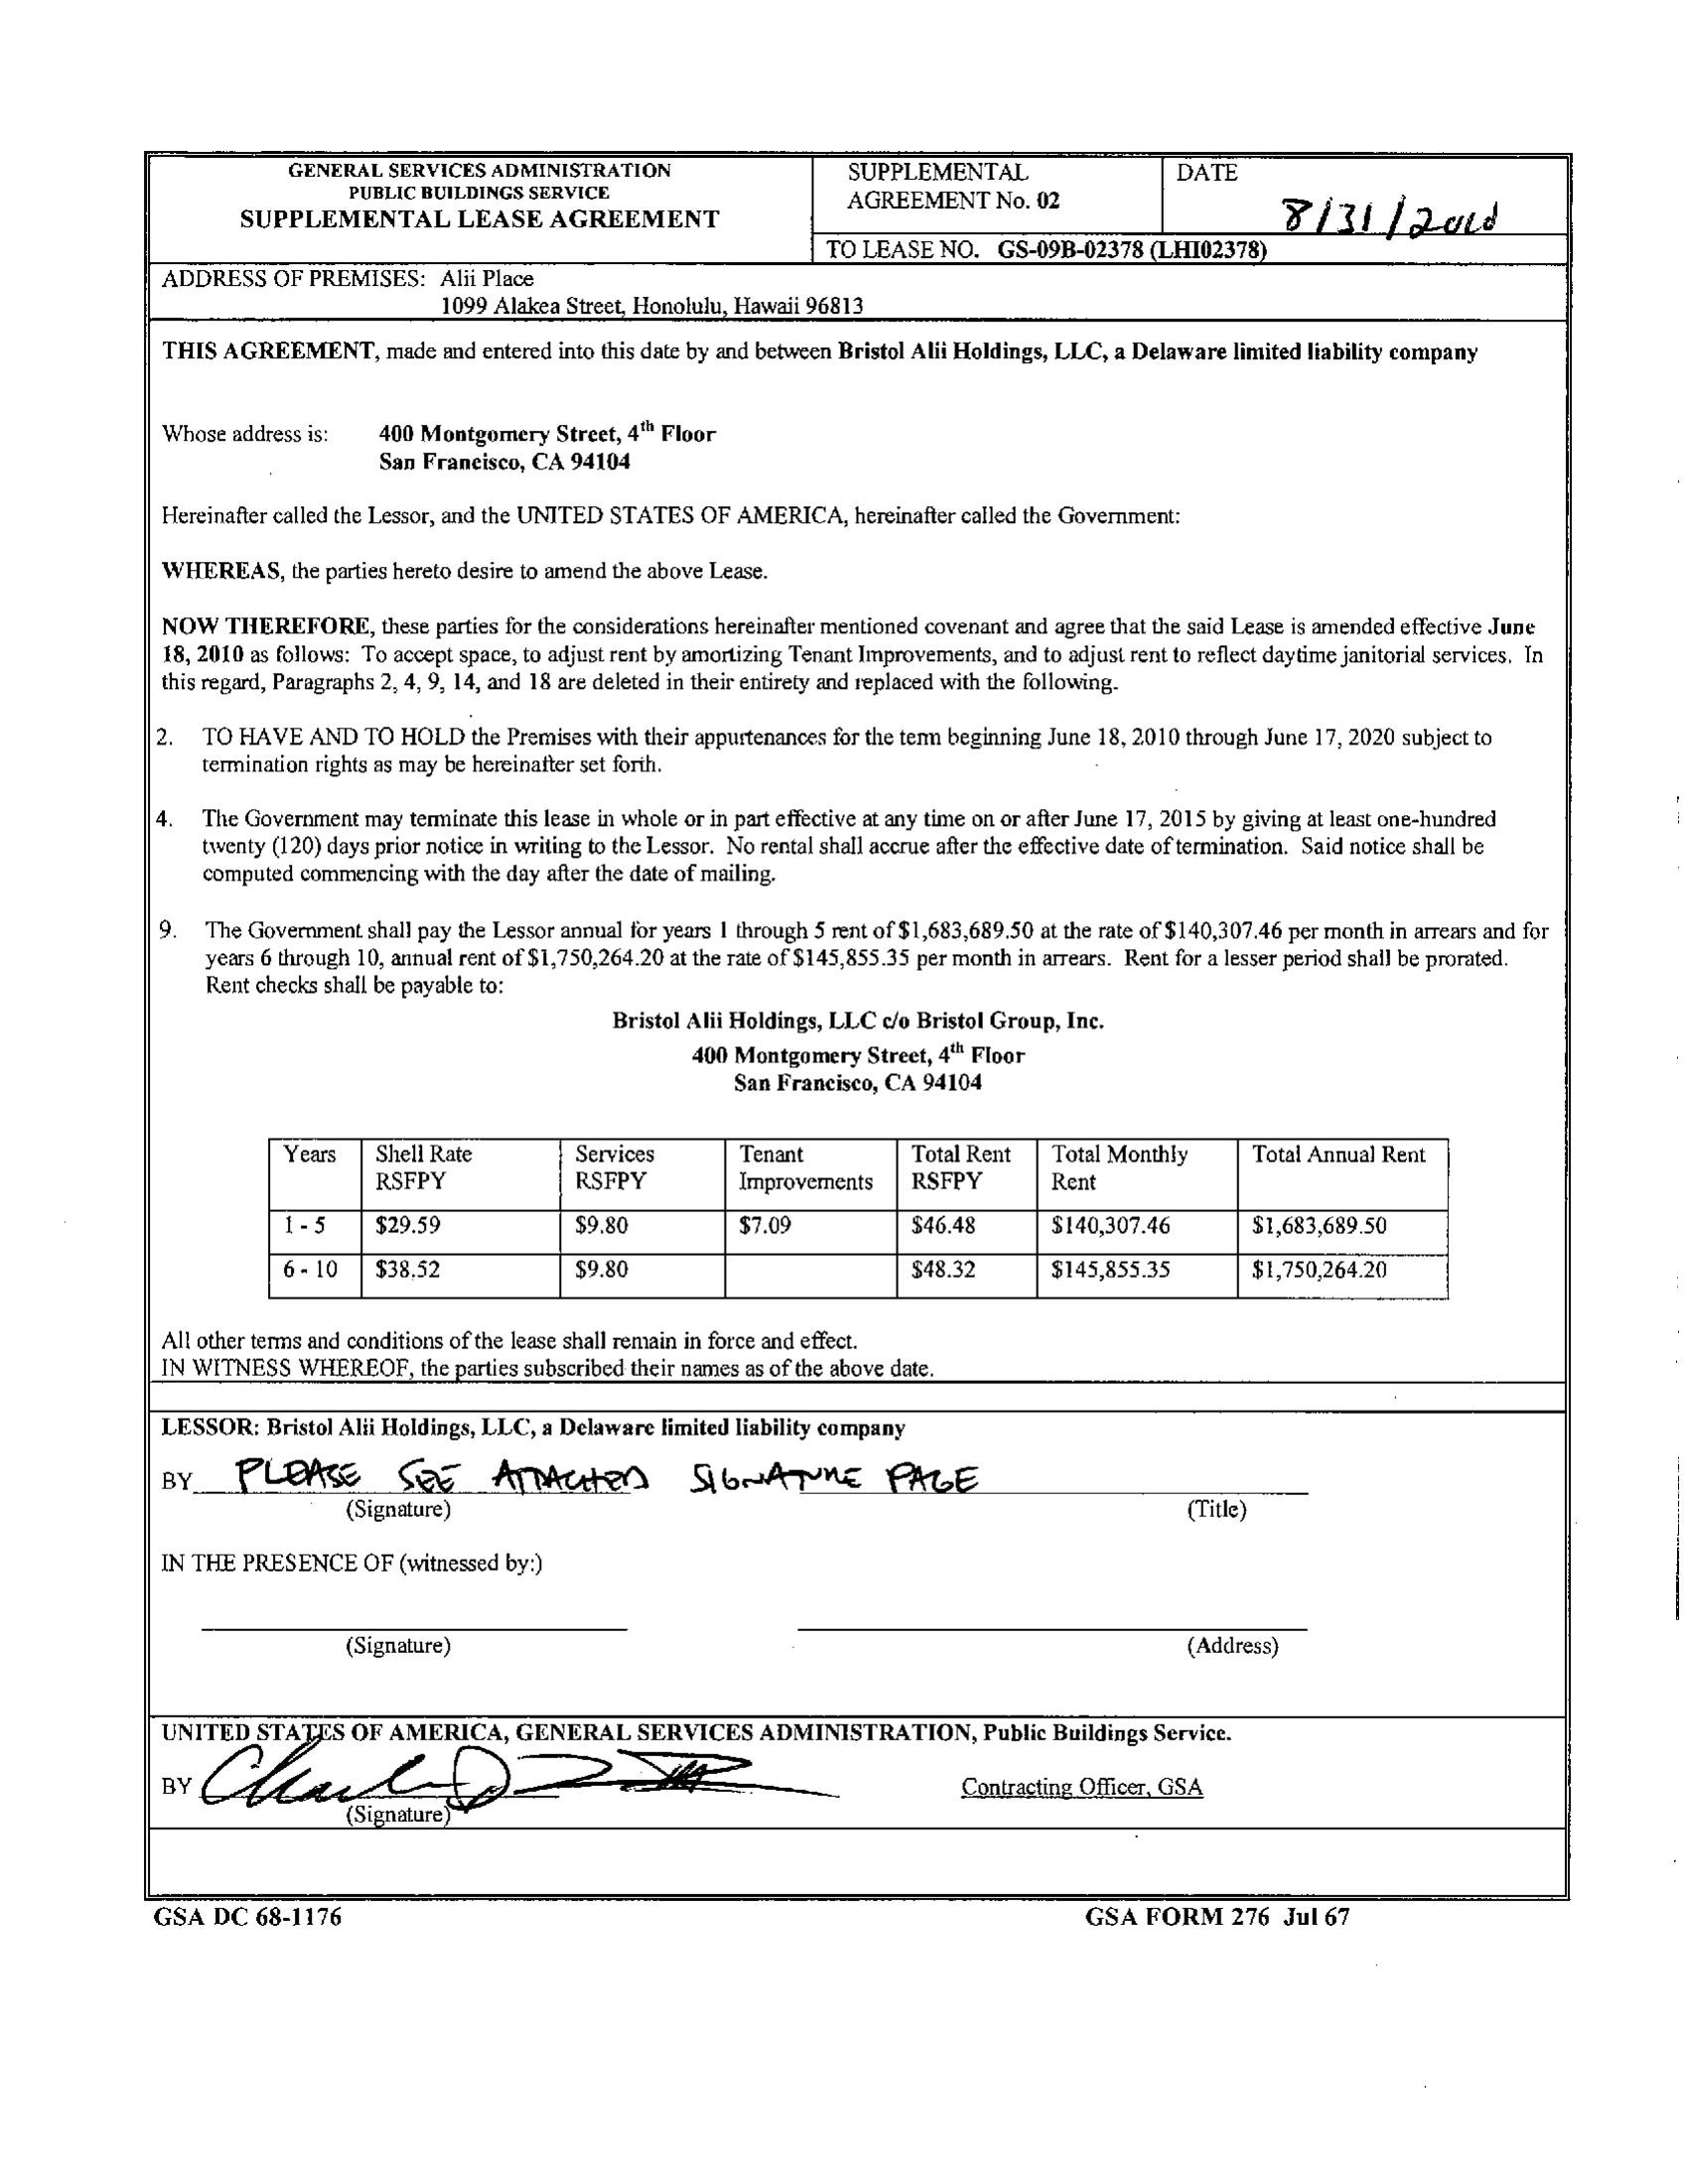 GENERAL SERVICES ADMINISTRATION
PUBLIC BUILDINGS SERVICE
SUPPLEMENTAL LEASE AGREEMENT
SUPPLEMENTAL
AGREEMENT No. 02
DATE
8/31/2010
TO LEASE NO. GS-09B-02378 (LHI02378)
ADDRESS OF PREMISES: Alii Place
1099 Alakea Street, Honolulu, Hawaii 96813
THIS AGREEMENT, made and entered into this date by and between Bristol Alii Holdings, LLC, a Delaware limited liability company
Whose address is: 400 Montgomery Street, 4th Floor
San Francisco, CA 94104
Hereinafter called the Lessor, and the UNITED STATES OF AMERICA, hereinafter called the Government:
WHEREAS, the parties hereto desire to amend the above Lease.
NOW THEREFORE, these parties for the considerations hereinafter mentioned covenant and agree that the said Lease is amended effective June
18, 2010 as follows: To accept space, to adjust rent by amortizing Tenant Improvements, and to adjust rent to reflect daytime janitorial services. In
this regard, Paragraphs 2, 4, 9, 14, and 18 are deleted in their entirety and replaced with the following.
2. TO HAVE AND TO HOLD the Premises with their appurtenances for the term beginning June 18, 2010 through June 17, 2020 subject to
termination rights as may be hereinafter set forth.
4. The Government may terminate this lease in whole or in part effective at any time on or after June 17, 2015 by giving at least one-hundred
twenty (120) days prior notice in writing to the Lessor. No rental shall accrue after the effective date of termination. Said notice shall be
computed commencing with the day after the date of mailing.
9. The Government shall pay the Lessor annual for years 1 through 5 rent of $1,683,689.50 at the rate of $140,307.46 per month in arrears and for
years 6 through 10, annual rent of $1,750,264.20 at the rate of $145,855.35 per month in arrears. Rent for a lesser period shall be prorated.
Rent checks shall be payable to:
Bristol Alii Holdings, LLC c/o Bristol Group, Inc.
400 Montgomery Street, 4th Floor
San Francisco, CA 94104
Years Shell Rate RSFPY Services RSFPY Tenant Improvements Total Rent RSFPY Total Monthly Rent Total Annual Rent
1 - 5 $29.59 $9.80 $7.09 $46.48 $140,307.46 $1,683,689.50
6 - 10 $38.52 $9.80 $48.32 $145,855.35 $1,750,264.20
All other terms and conditions of the lease shall remain in force and effect.
IN WITNESS WHEREOF, the parties subscribed their names as of the above date.
LESSOR: Bristol Alii Holdings, LLC, a Delaware limited liability company
BY PLEASE SEE ATTACHED SIGNATURE PAGE
(Signature) (Title)
IN THE PRESENCE OF (witnessed by:)
(Signature) (Address)
UNITED STATES OF AMERICA, GENERAL SERVICES ADMINISTRATION, Public Buildings Service.
BY Contracting Officer, GSA
(Signature)
GSA DC 68-1176 GSA FORM 276 Jul 67